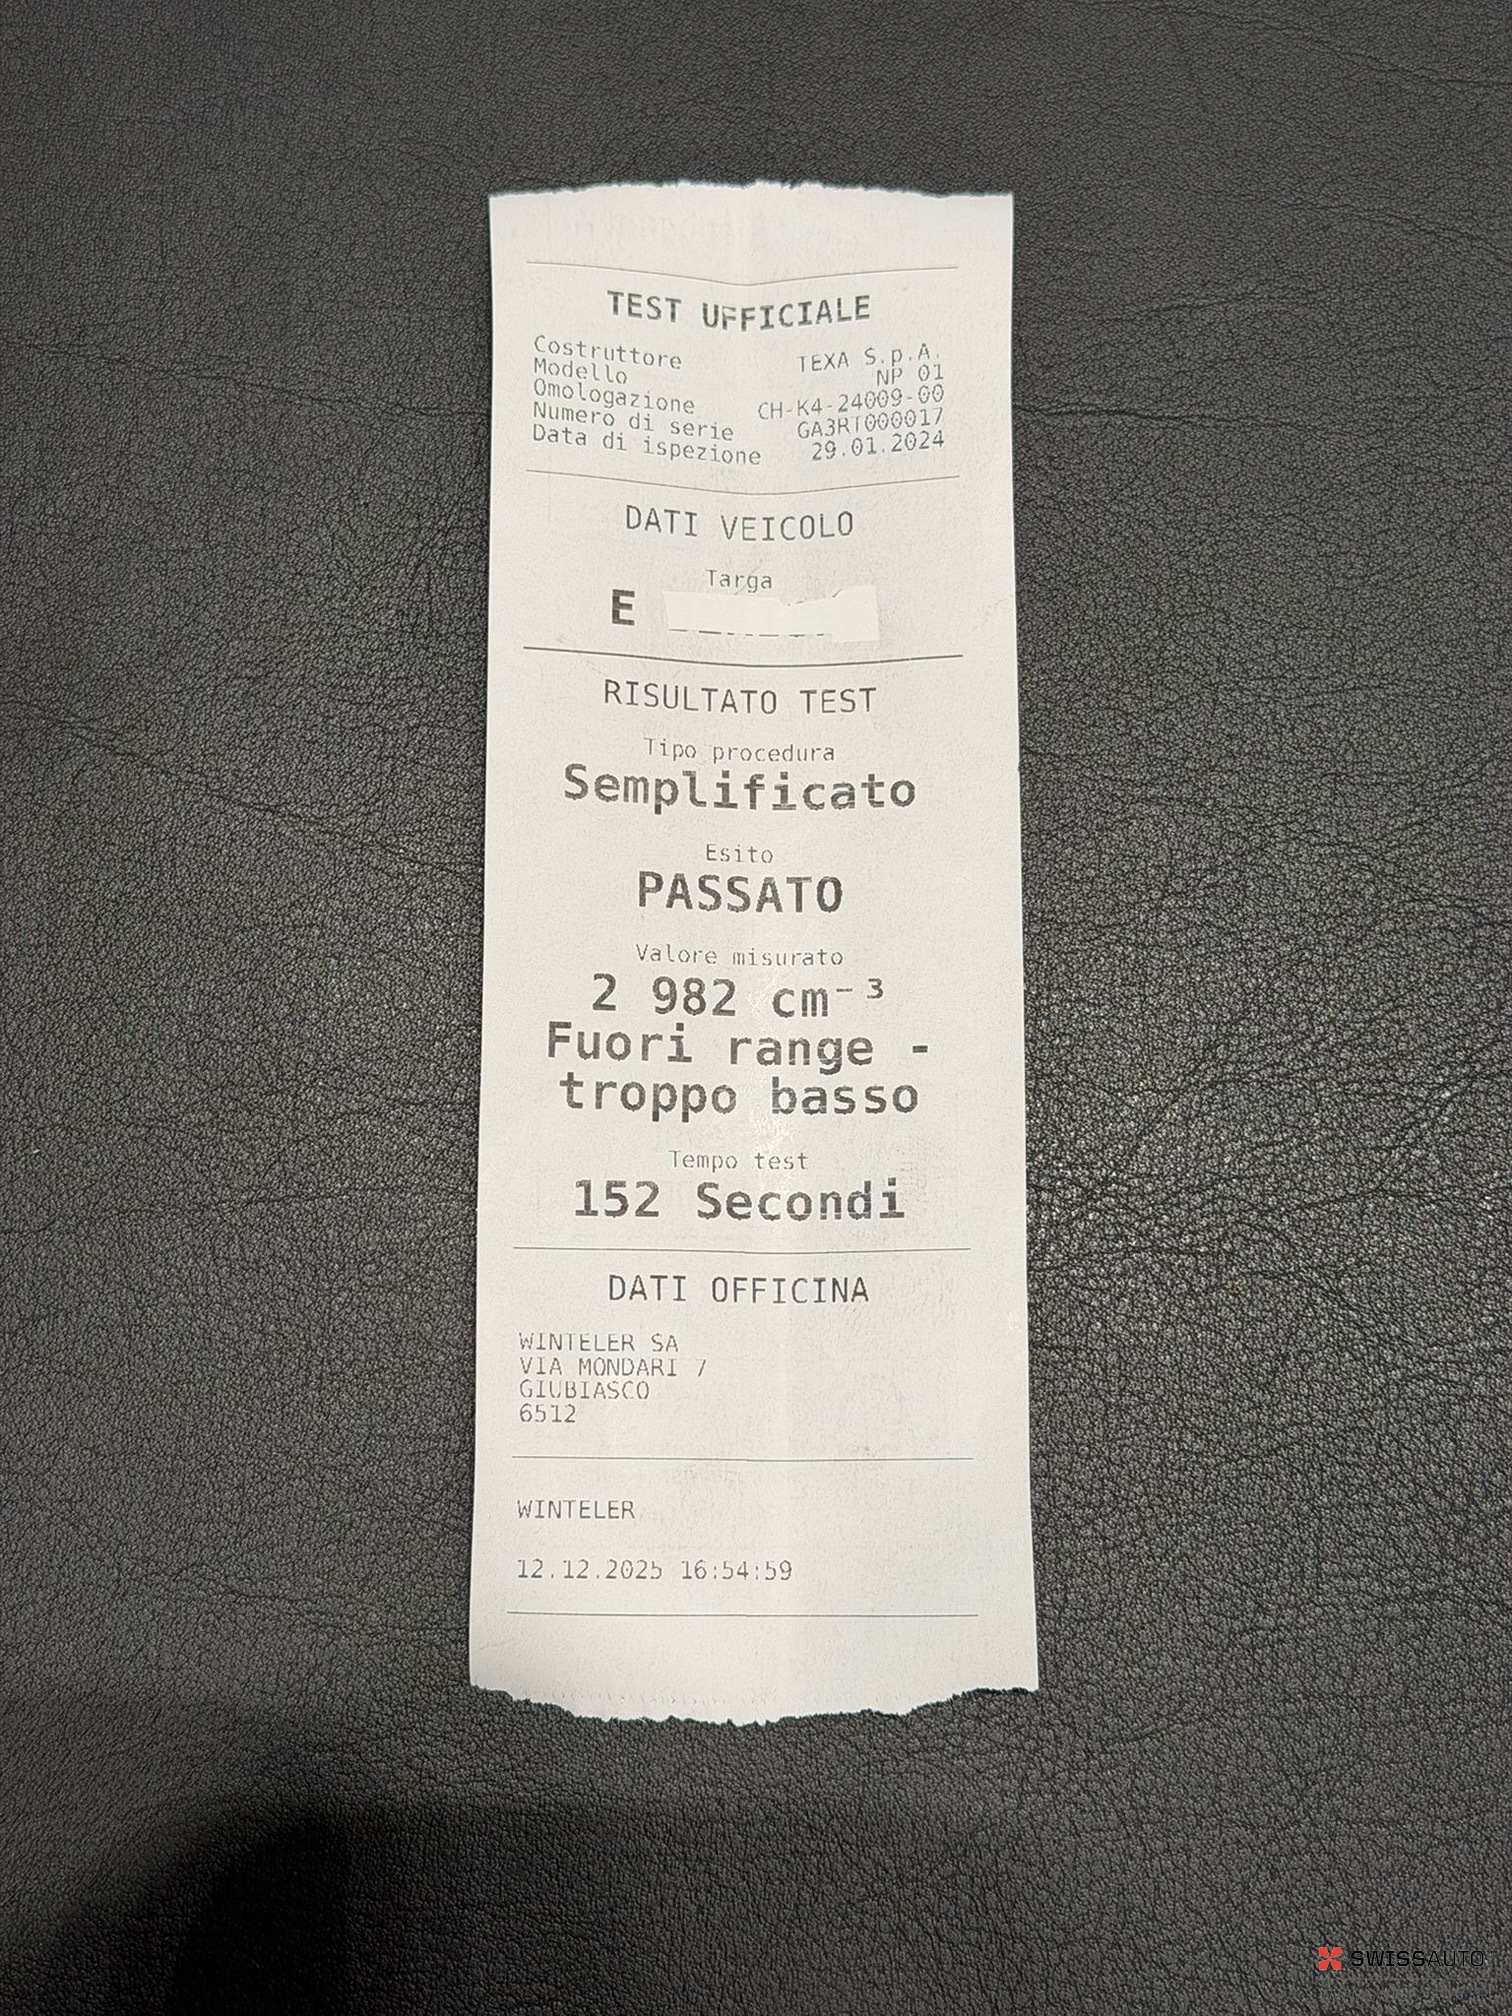 TEST UFFICIALE
Costruttore TEXA S.p.A.
Modello NP 01
Omologazione CH-K4-24009-00
Numero di serie GA3RT000017
Data di ispezione 29.01.2024
DATI VEICOLO
Targa
E
RISULTATO TEST
Tipo procedura
Semplificato
Esito
PASSATO
Valore misurato
2 982 cm⁻³
Fuori range -
troppo basso
Tempo test
152 Secondi
DATI OFFICINA
WINTELER SA
VIA MONDARI 7
GIUBIASCO
6512
WINTELER
12.12.2025 16:54:59
SWISSAUTO